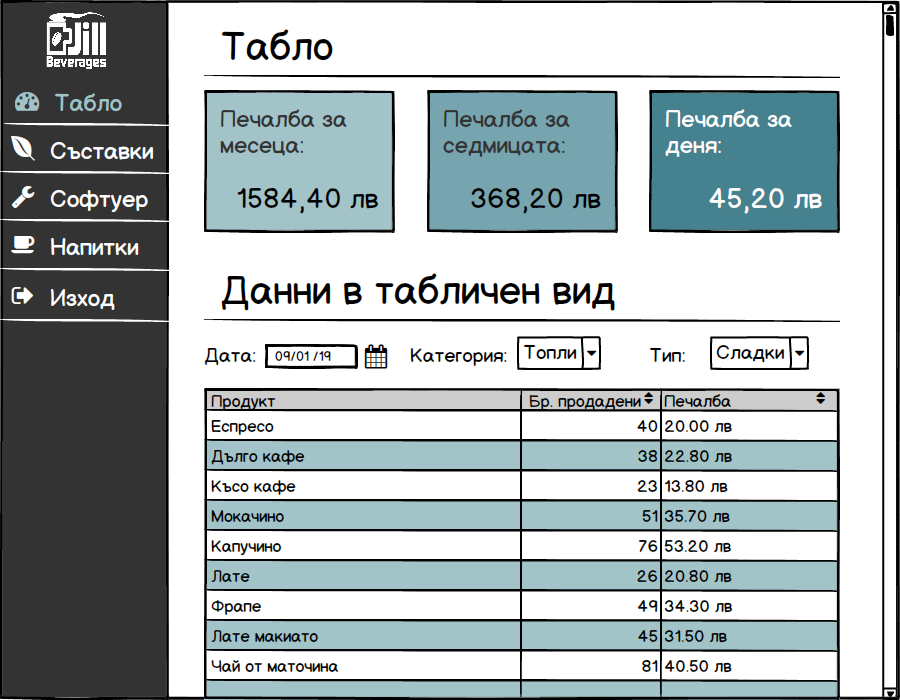 Jill
Beverages
Табло
Съставки
Софтуер
Напитки
Изход
Табло
Печалба за
месеца:
1584,40 лв
Печалба за
седмицата:
368,20 лв
Печалба за
деня:
45,20 лв
Данни в табличен вид
Дата: 09/01/19 Категория: Топли Тип: Сладки
Продукт Бр. продадени Печалба
Еспресо 40 20.00 лв
Дълго кафе 38 22.80 лв
Късо кафе 23 13.80 лв
Мокачино 51 35.70 лв
Капучино 76 53.20 лв
Лате 26 20.80 лв
Фрапе 49 34.30 лв
Лате макиато 45 31.50 лв
Чай от маточина 81 40.50 лв